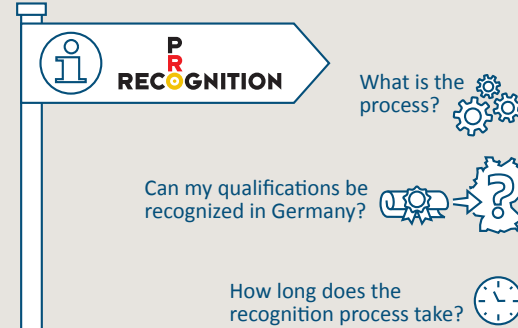 P
R
RECOGNITION
What is the
process?
Can my qualifications be
recognized in Germany?
How long does the
recognition process take?